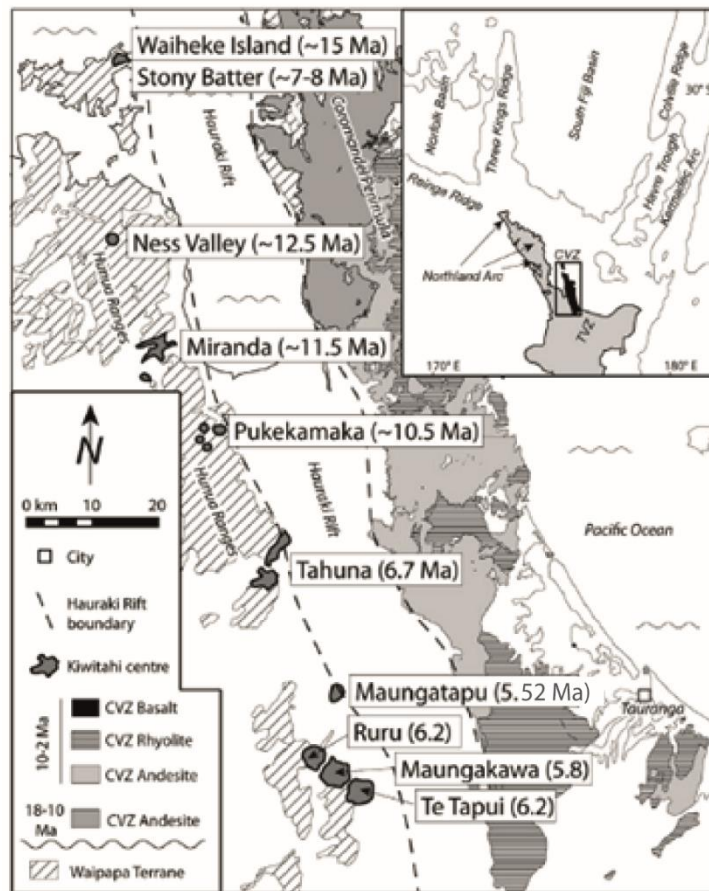 Waiheke Island (~15 Ma)
Stony Batter (~7-8 Ma)
Hauraki Rift
Coromandel Peninsula
Norfolk Basin
Three Kings Ridge
South Fiji Basin
Colville Ridge
30° S
Havre Trough
Kermadec Arc
Reinga Ridge
Northland Arc
CVZ
TVZ
170° E
180° E
Ness Valley (~12.5 Ma)
Hunua Ranges
Miranda (~11.5 Ma)
Pukekamaka (~10.5 Ma)
Hunua Ranges
Hauraki Rift
Pacific Ocean
Tahuna (6.7 Ma)
Maungatapu (5.52 Ma)
Tauranga
Ruru (6.2)
Maungakawa (5.8)
Te Tapui (6.2)
N
0 km 10 20
City
Hauraki Rift
boundary
Kiwitahi centre
10-2 Ma
CVZ Basalt
CVZ Rhyolite
CVZ Andesite
18-10
Ma
CVZ Andesite
Waipapa Terrane